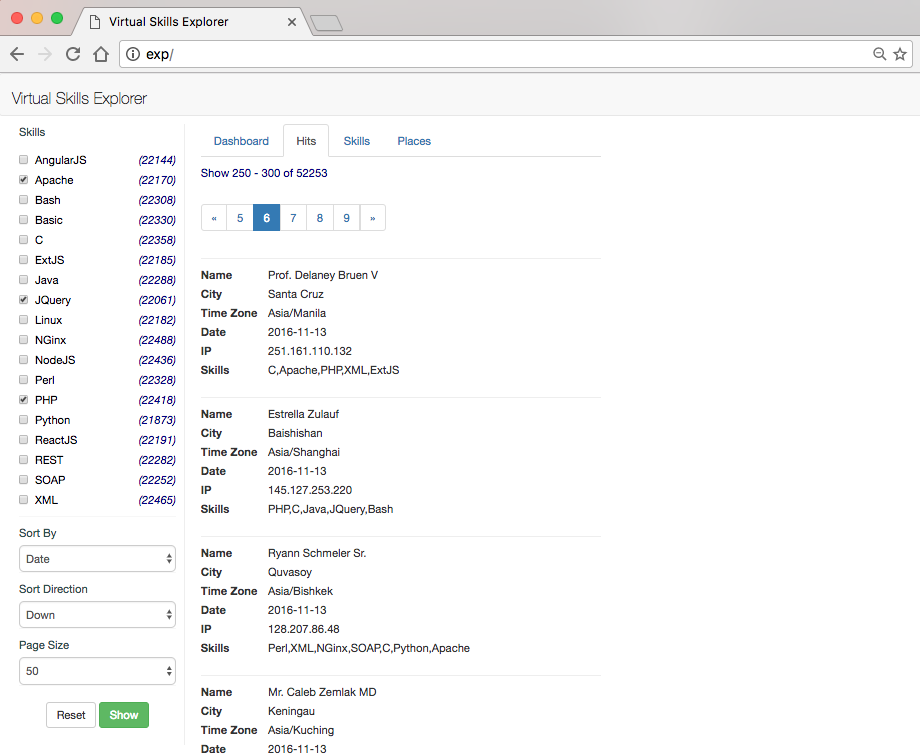 Virtual Skills Explorer
exp/
Virtual Skills Explorer
Skills
AngularJS (22144)
Apache (22170)
Bash (22308)
Basic (22330)
C (22358)
ExtJS (22185)
Java (22288)
JQuery (22061)
Linux (22182)
NGinx (22488)
NodeJS (22436)
Perl (22328)
PHP (22418)
Python (21873)
ReactJS (22191)
REST (22282)
SOAP (22252)
XML (22465)
Sort By
Date
Sort Direction
Down
Page Size
50
Reset Show
Dashboard Hits Skills Places
Show 250 - 300 of 52253
« 5 6 7 8 9 »
Name Prof. Delaney Bruen V
City Santa Cruz
Time Zone Asia/Manila
Date 2016-11-13
IP 251.161.110.132
Skills C,Apache,PHP,XML,ExtJS
Name Estrella Zulauf
City Baishishan
Time Zone Asia/Shanghai
Date 2016-11-13
IP 145.127.253.220
Skills PHP,C,Java,JQuery,Bash
Name Ryann Schmeler Sr.
City Quvasoy
Time Zone Asia/Bishkek
Date 2016-11-13
IP 128.207.86.48
Skills Perl,XML,NGinx,SOAP,C,Python,Apache
Name Mr. Caleb Zemlak MD
City Keningau
Time Zone Asia/Kuching
Date 2016-11-13